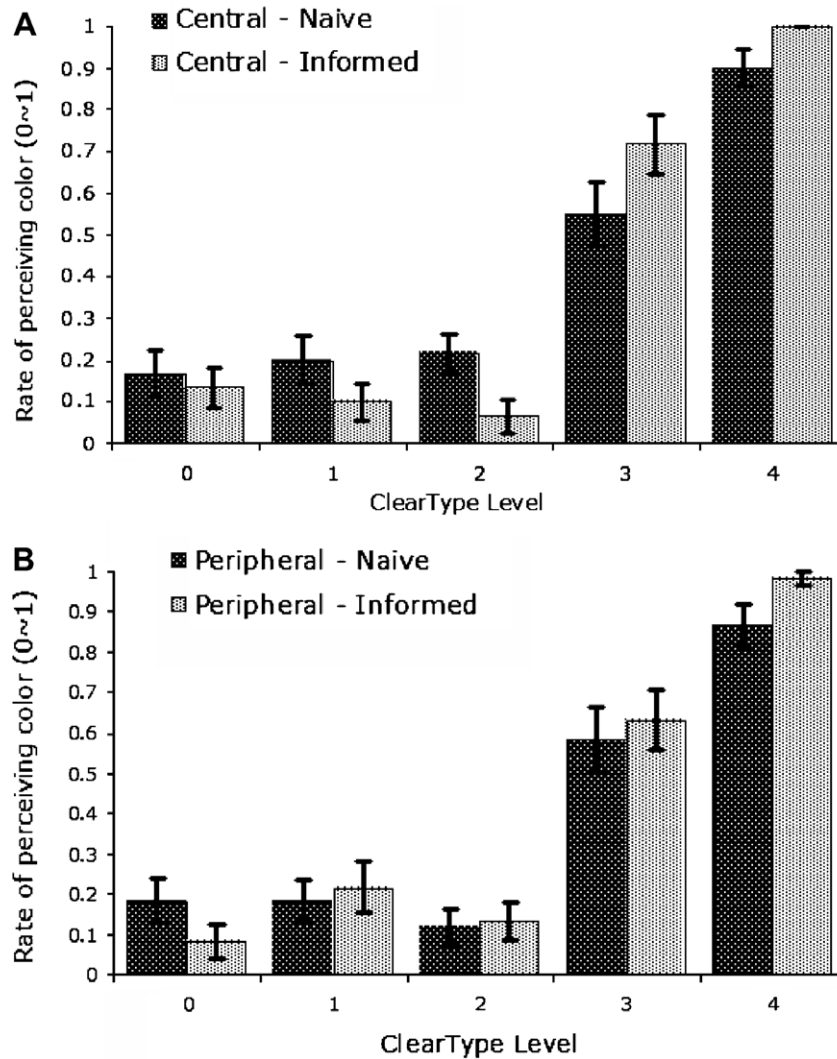 A
Central - Naive
Central - Informed
Rate of perceiving color (0~1)
1
0.9
0.8
0.7
0.6
0.5
0.4
0.3
0.2
0.1
0
0 1 2 3 4
ClearType Level
B
Peripheral - Naive
Peripheral - Informed
Rate of perceiving color (0~1)
1
0.9
0.8
0.7
0.6
0.5
0.4
0.3
0.2
0.1
0
0 1 2 3 4
ClearType Level